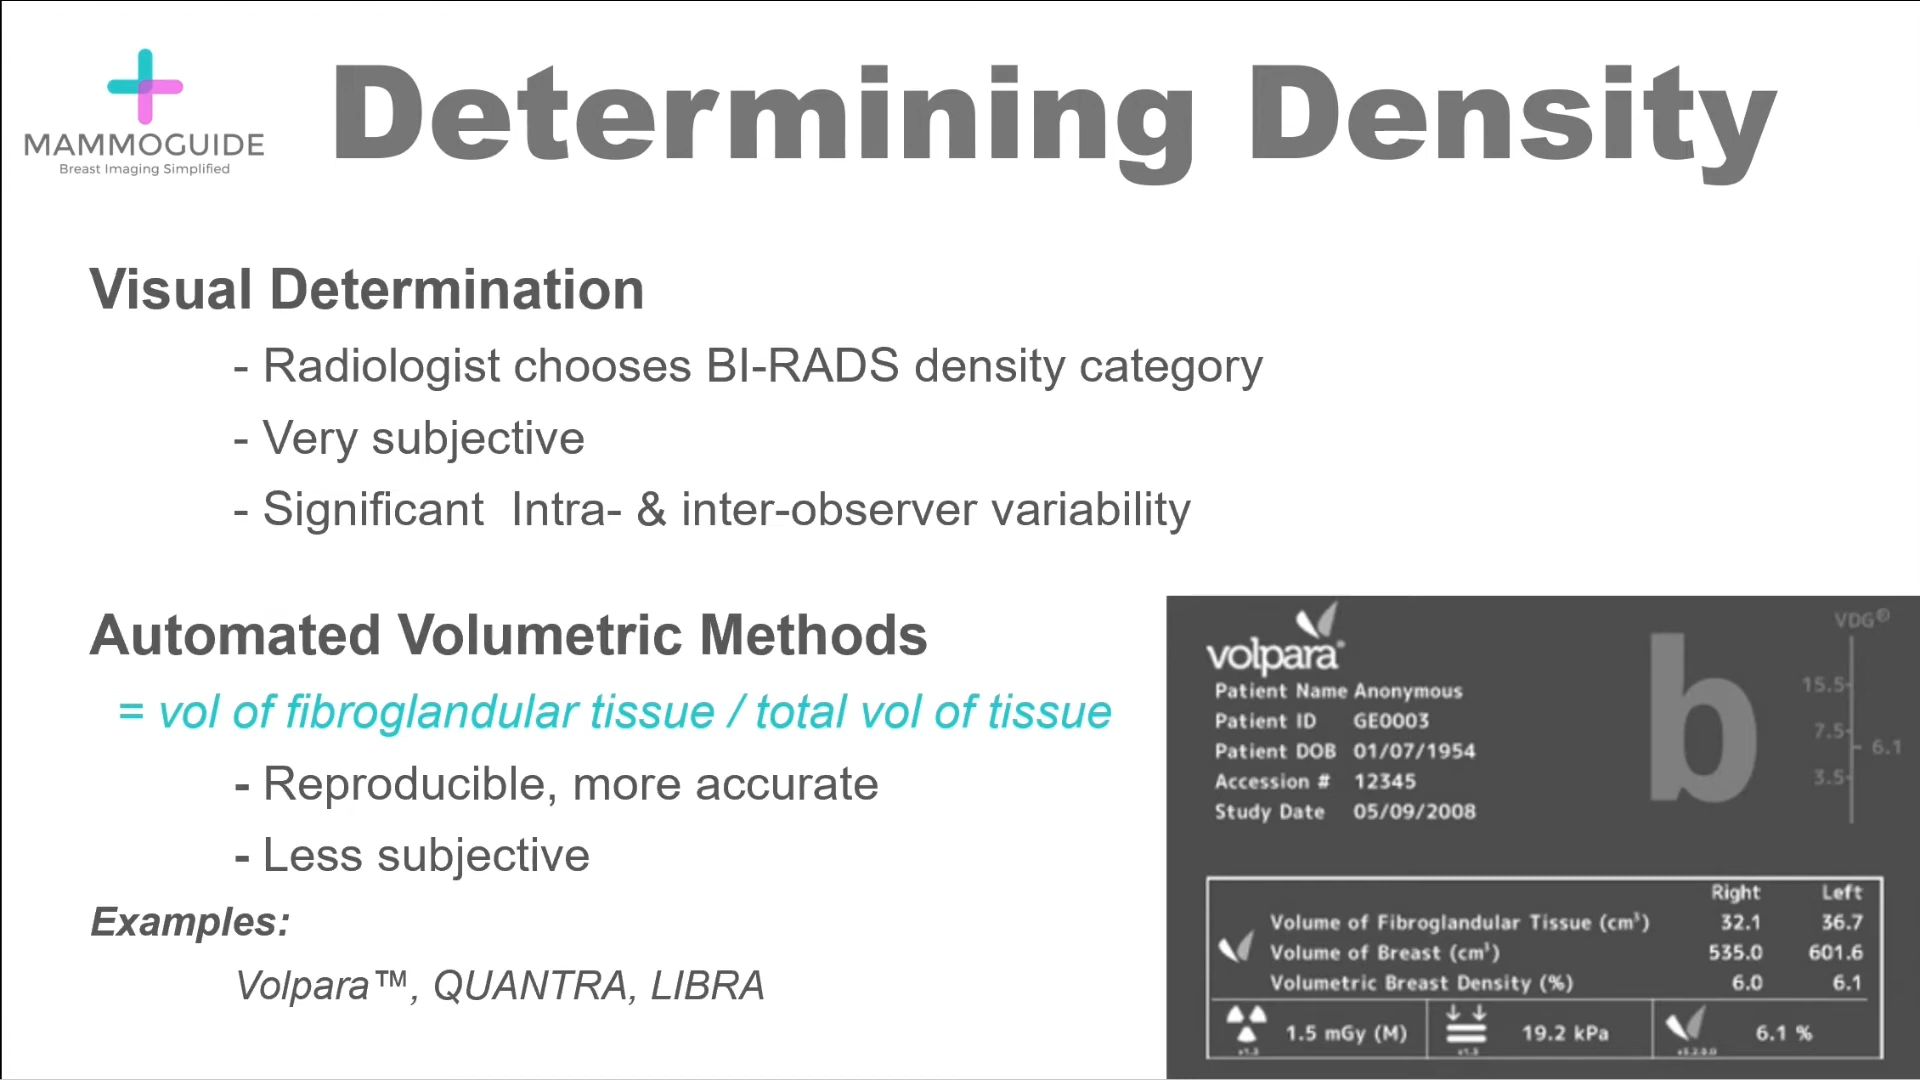 MAMMOGUIDE
Breast Imaging Simplified
Determining Density
Visual Determination
- Radiologist chooses BI-RADS density category
- Very subjective
- Significant  Intra- & inter-observer variability
Automated Volumetric Methods
= vol of fibroglandular tissue / total vol of tissue
- Reproducible, more accurate
- Less subjective
Examples:
Volpara™, QUANTRA, LIBRA
volpara®
Patient Name Anonymous
Patient ID GE0003
Patient DOB 01/07/1954
Accession # 12345
Study Date 05/09/2008
b
VDG©
15.5
7.5
6.1
3.5
Right Left
Volume of Fibroglandular Tissue (cm³) 32.1 36.7
Volume of Breast (cm³) 535.0 601.6
Volumetric Breast Density (%) 6.0 6.1
1.5 mGy (M) 19.2 kPa 6.1 %